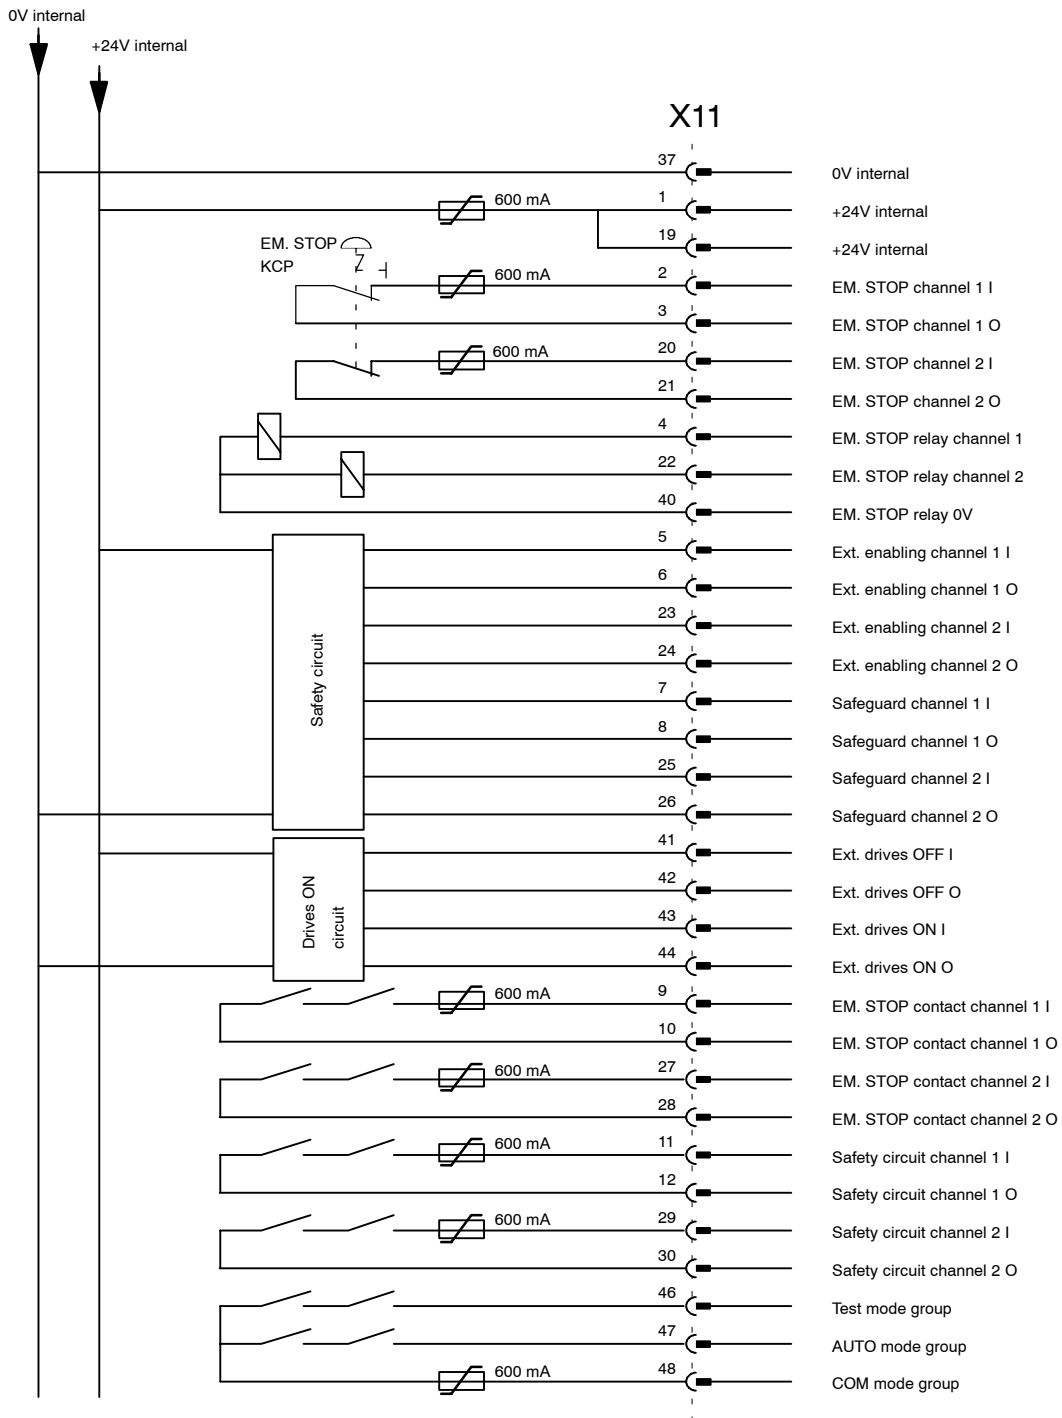 0V internal
+24V internal
X11
37 0V internal
600 mA 1 +24V internal
19 +24V internal
EM. STOP
KCP
600 mA 2 EM. STOP channel 1 I
3 EM. STOP channel 1 O
600 mA 20 EM. STOP channel 2 I
21 EM. STOP channel 2 O
4 EM. STOP relay channel 1
22 EM. STOP relay channel 2
40 EM. STOP relay 0V
5 Ext. enabling channel 1 I
6 Ext. enabling channel 1 O
23 Ext. enabling channel 2 I
24 Ext. enabling channel 2 O
Safety circuit
7 Safeguard channel 1 I
8 Safeguard channel 1 O
25 Safeguard channel 2 I
26 Safeguard channel 2 O
41 Ext. drives OFF I
42 Ext. drives OFF O
Drives ON
circuit
43 Ext. drives ON I
44 Ext. drives ON O
600 mA 9 EM. STOP contact channel 1 I
10 EM. STOP contact channel 1 O
600 mA 27 EM. STOP contact channel 2 I
28 EM. STOP contact channel 2 O
600 mA 11 Safety circuit channel 1 I
12 Safety circuit channel 1 O
600 mA 29 Safety circuit channel 2 I
30 Safety circuit channel 2 O
46 Test mode group
47 AUTO mode group
600 mA 48 COM mode group